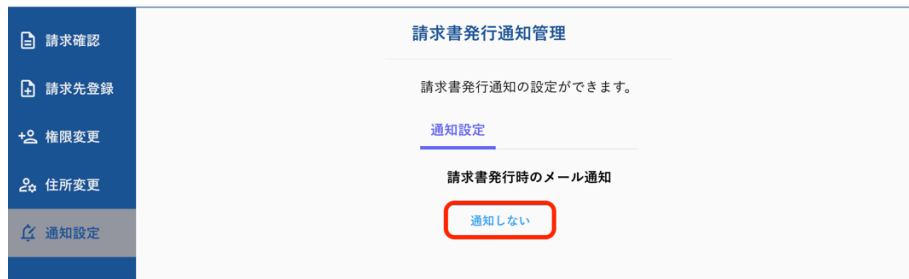 請求確認
請求先登録
権限変更
住所変更
通知設定
請求書発行通知管理
請求書発行通知の設定ができます。
通知設定
請求書発行時のメール通知
通知しない